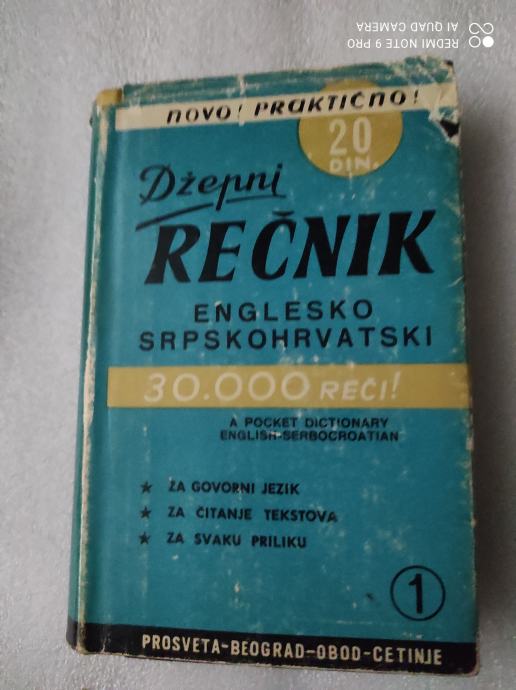 REDMI NOTE 9 PRO
AI QUAD CAMERA
NOVO! PRAKTIČNO!
20
DIN.
Džepni
REČNIK
ENGLESKO
SRPSKOHRVATSKI
30.000 REČI!
A POCKET DICTIONARY
ENGLISH-SERBOCROATIAN
★ ZA GOVORNI JEZIK
★ ZA ČITANJE TEKSTOVA
★ ZA SVAKU PRILIKU
1
PROSVETA-BEOGRAD-OBOD-CETINJE